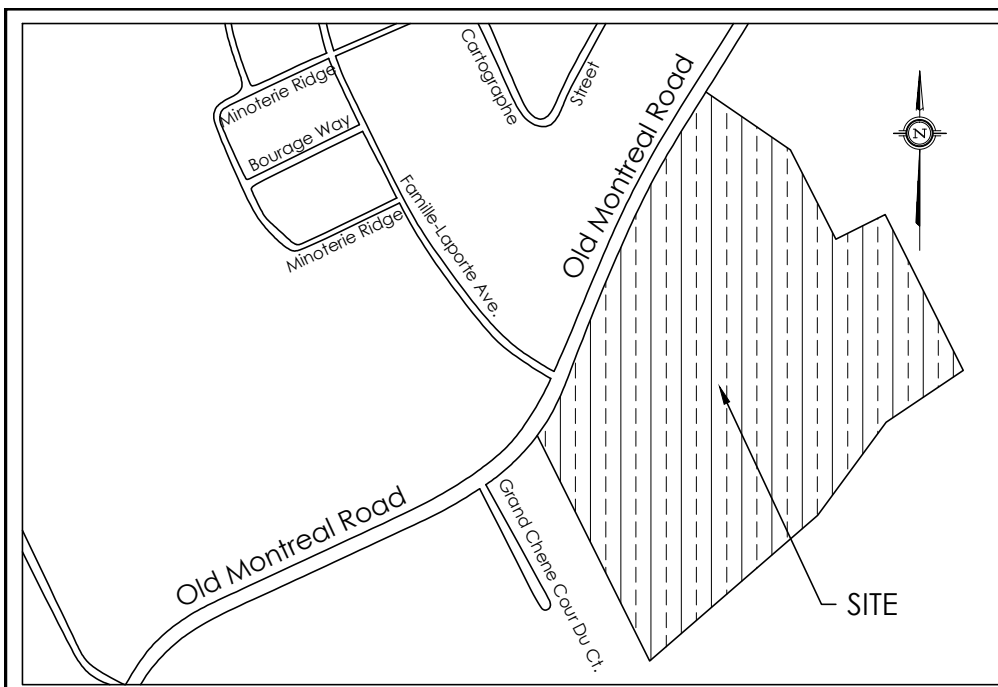 Cartographe
Street
Minoterie Ridge
Bourage Way
Minoterie Ridge
Famille-Laporte Ave.
Old Montreal Road
N
Old Montreal Road
Grand Chene Cour Du Ct.
SITE